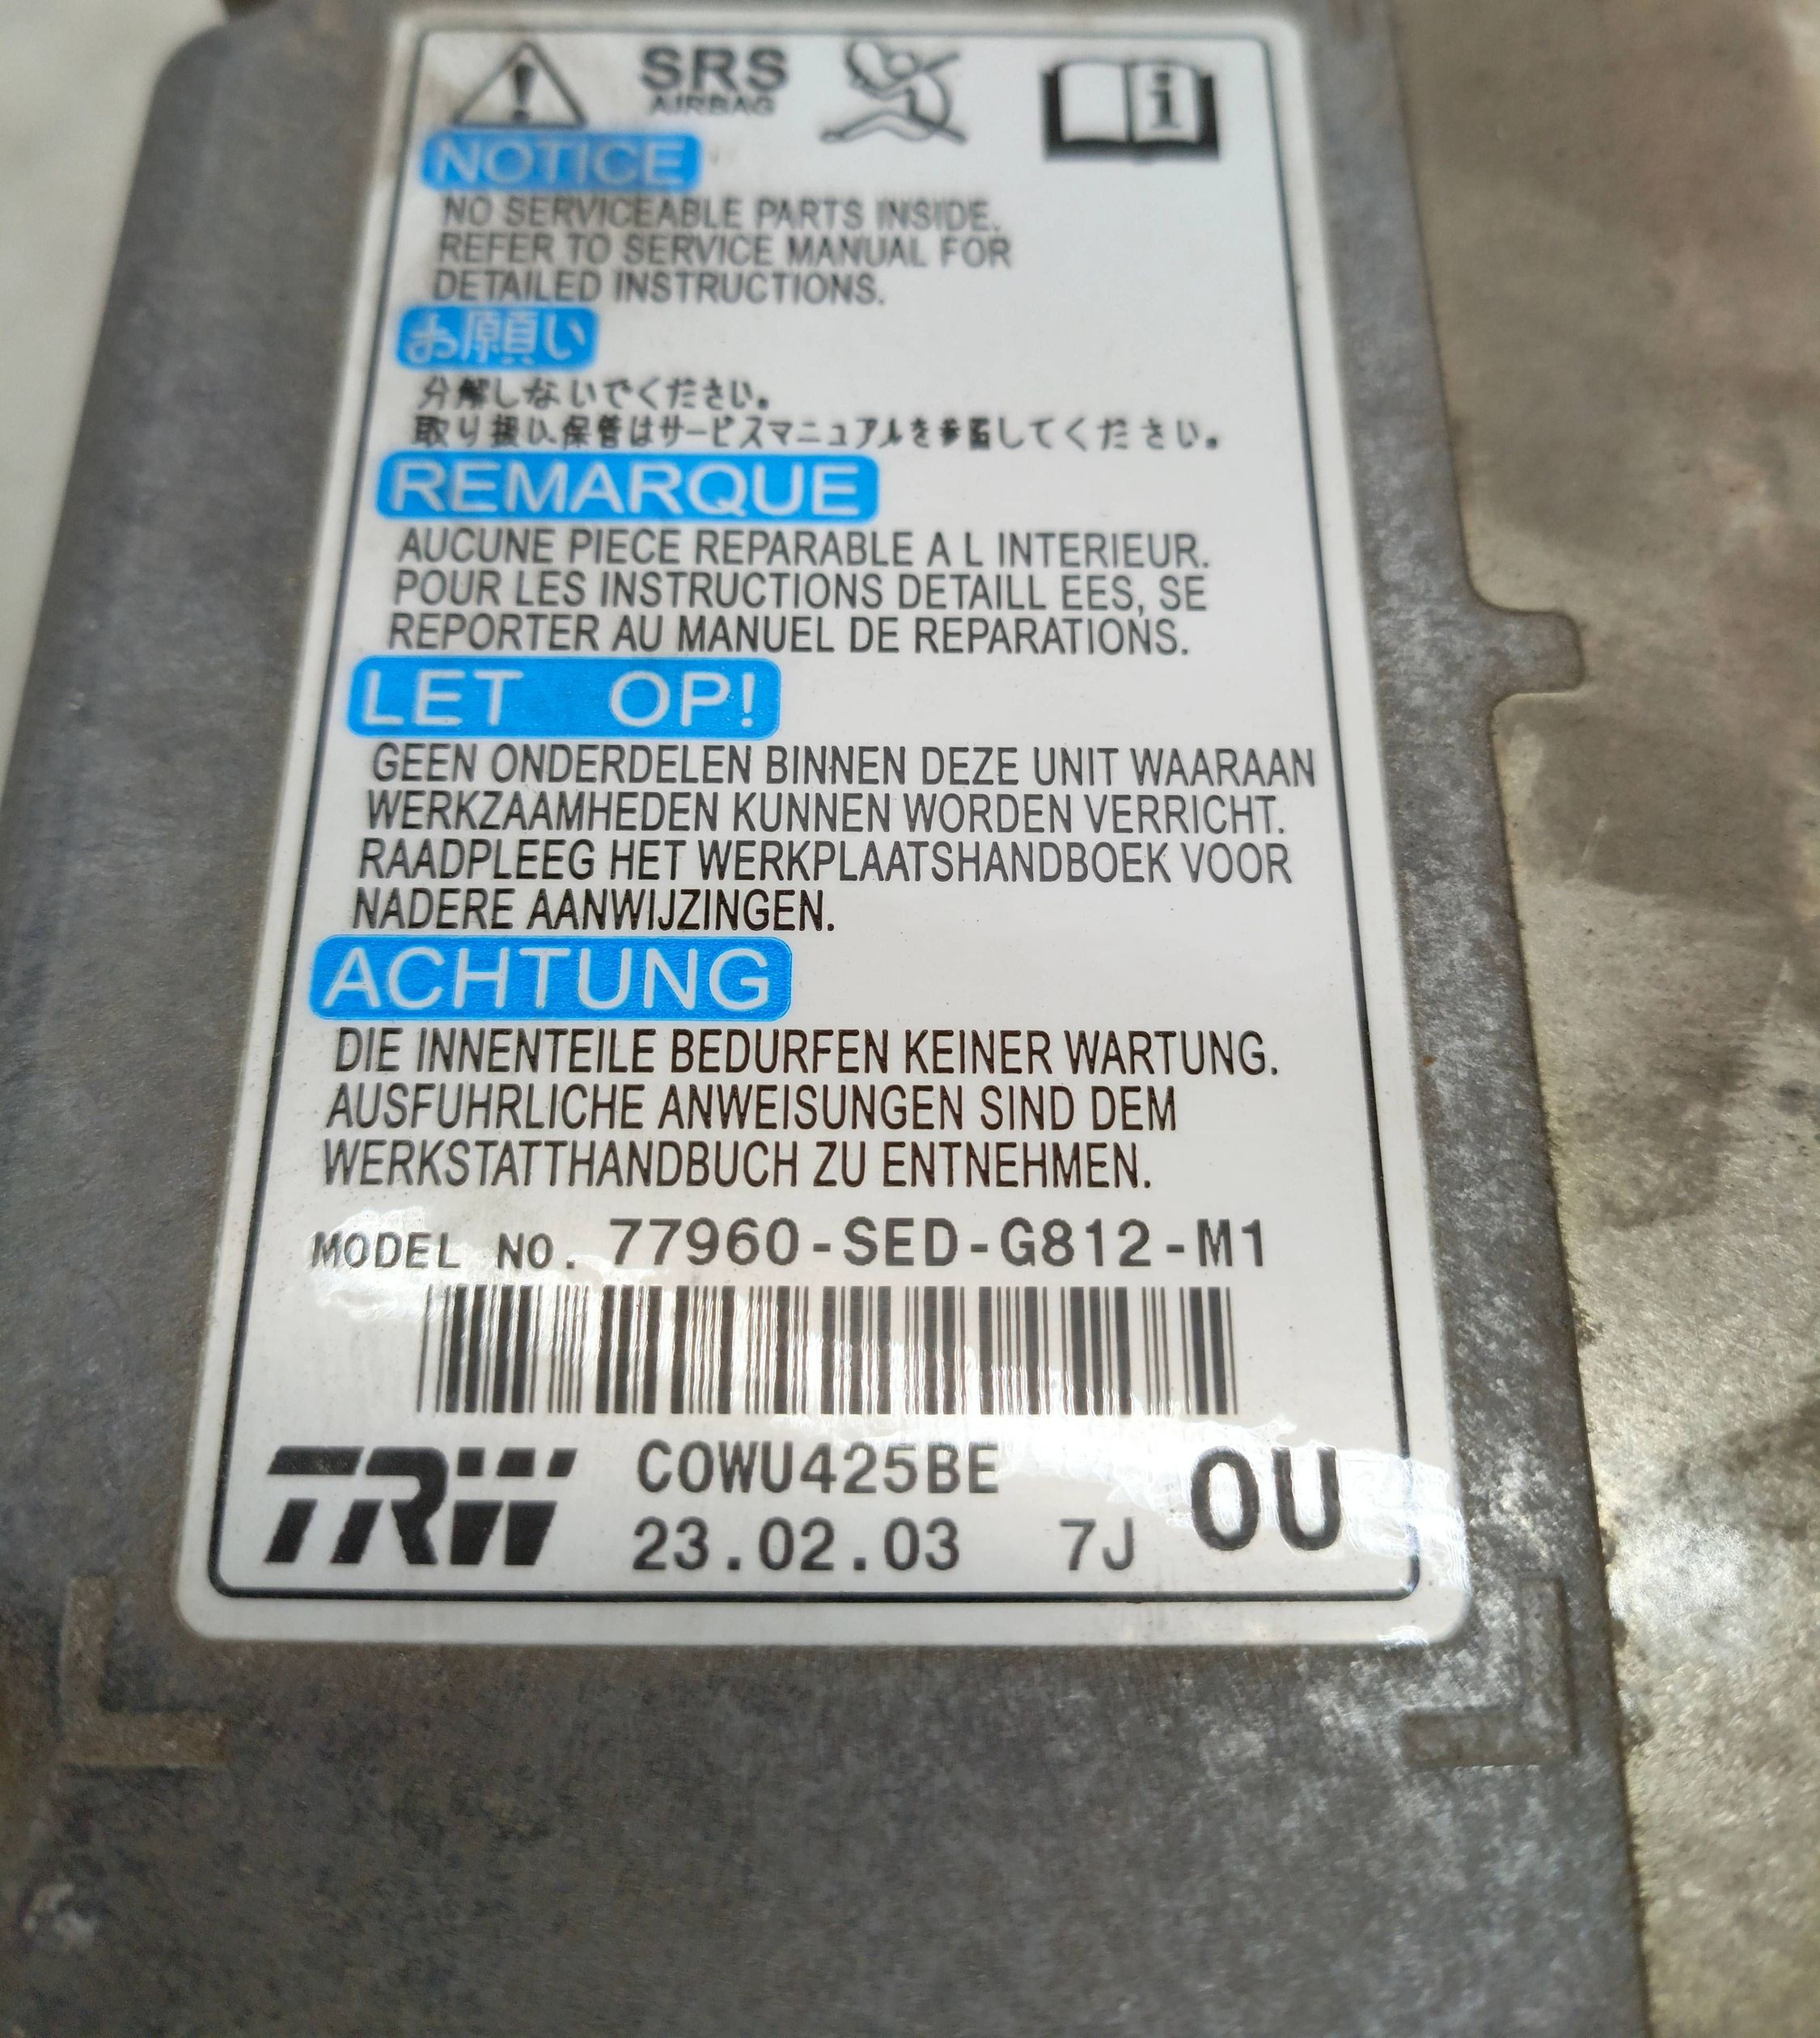 SRS
AIRBAG
NOTICE
NO SERVICEABLE PARTS INSIDE.
REFER TO SERVICE MANUAL FOR
DETAILED INSTRUCTIONS.
お願い
分解しないでください。
取り扱い、保管はサービスマニュアルを参照してください。
REMARQUE
AUCUNE PIECE REPARABLE A L INTERIEUR.
POUR LES INSTRUCTIONS DETAILL EES, SE
REPORTER AU MANUEL DE REPARATIONS.
LET OP!
GEEN ONDERDELEN BINNEN DEZE UNIT WAARAAN
WERKZAAMHEDEN KUNNEN WORDEN VERRICHT.
RAADPLEEG HET WERKPLAATSHANDBOEK VOOR
NADERE AANWIJZINGEN.
ACHTUNG
DIE INNENTEILE BEDURFEN KEINER WARTUNG.
AUSFUHRLICHE ANWEISUNGEN SIND DEM
WERKSTATTHANDBUCH ZU ENTNEHMEN.
MODEL NO. 77960-SED-G812-M1
TRW COWU425BE OU
23.02.03 7J